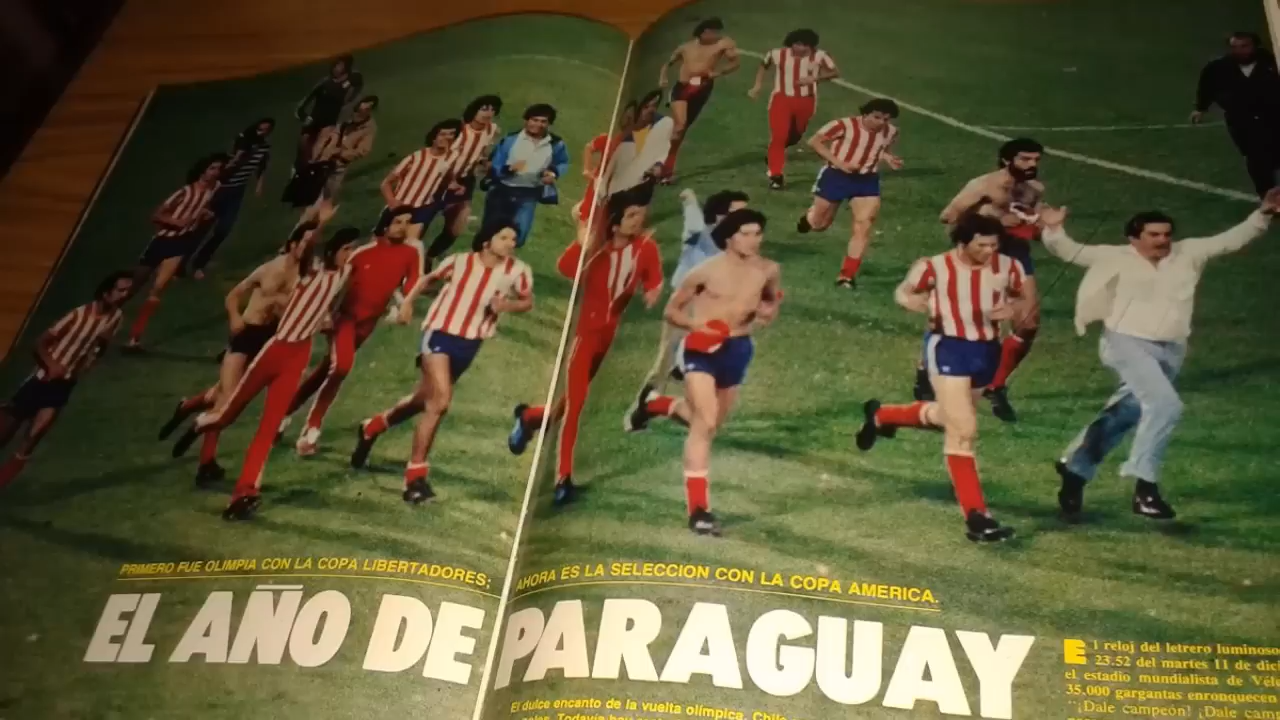 PRIMERO FUE OLIMPIA CON LA COPA LIBERTADORES;
AHORA ES LA SELECCION CON LA COPA AMERICA.
EL AÑO DE PARAGUAY
El dulce encanto de la vuelta olímpica.
E l reloj del letrero luminoso
23.52 del martes 11 de dic
el estadio mundialista de Véle
35.000 gargantas enronquecen
"¡Dale campeón! ¡Dale cam